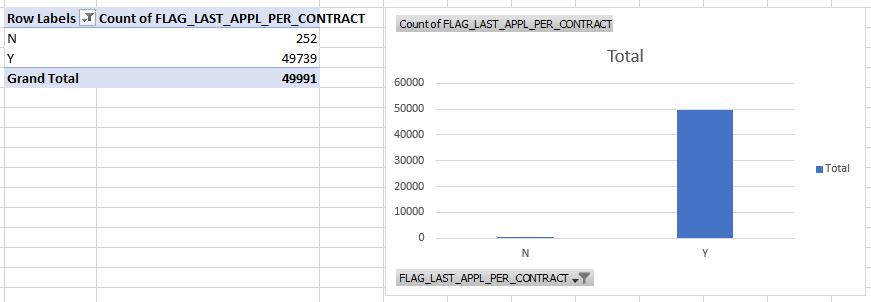 Row Labels Count of FLAG_LAST_APPL_PER_CONTRACT
N 252
Y 49739
Grand Total 49991
Count of FLAG_LAST_APPL_PER_CONTRACT
Total
60000
50000
40000
30000
20000
10000
0
N Y
Total
FLAG_LAST_APPL_PER_CONTRACT